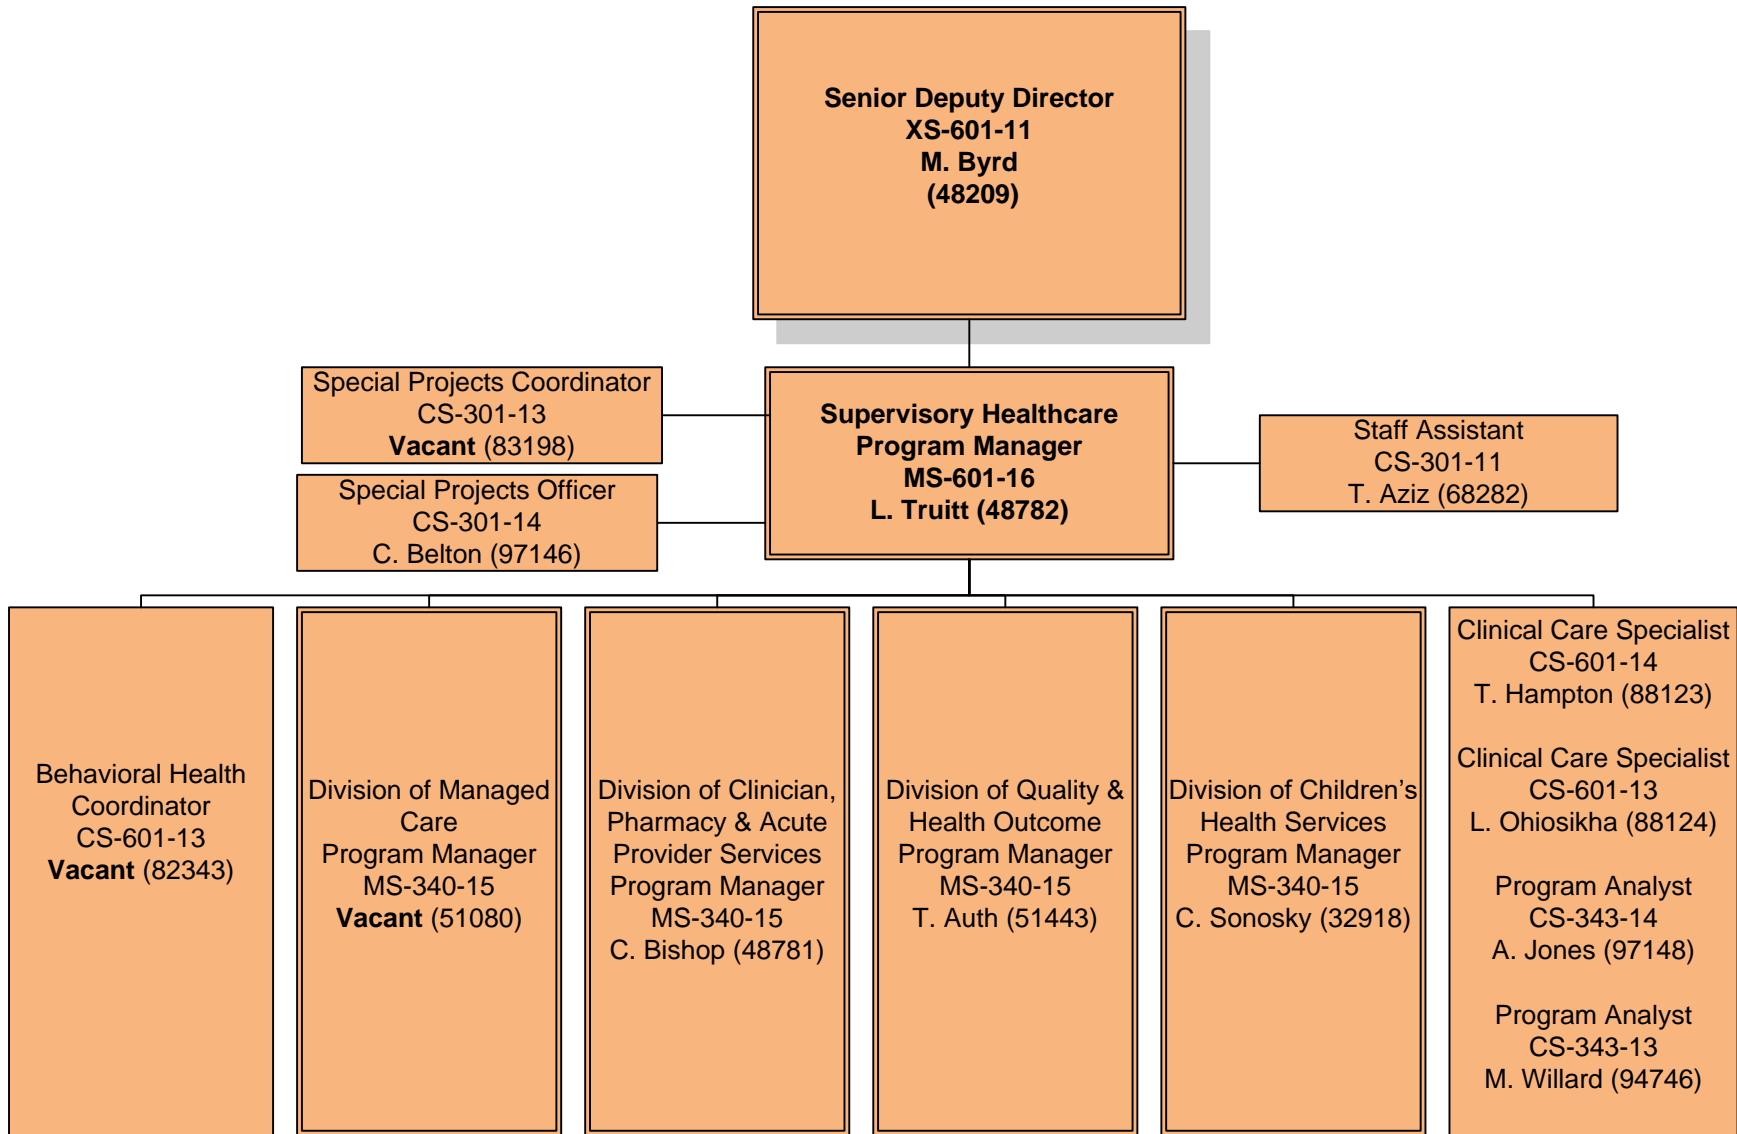 Senior Deputy Director
XS-601-11
M. Byrd
(48209)
Special Projects Coordinator
CS-301-13
Vacant (83198)
Special Projects Officer
CS-301-14
C. Belton (97146)
Supervisory Healthcare
Program Manager
MS-601-16
L. Truitt (48782)
Staff Assistant
CS-301-11
T. Aziz (68282)
Behavioral Health
Coordinator
CS-601-13
Vacant (82343)
Division of Managed
Care
Program Manager
MS-340-15
Vacant (51080)
Division of Clinician,
Pharmacy & Acute
Provider Services
Program Manager
MS-340-15
C. Bishop (48781)
Division of Quality &
Health Outcome
Program Manager
MS-340-15
T. Auth (51443)
Division of Children's
Health Services
Program Manager
MS-340-15
C. Sonosky (32918)
Clinical Care Specialist
CS-601-14
T. Hampton (88123)
Clinical Care Specialist
CS-601-13
L. Ohiosikha (88124)
Program Analyst
CS-343-14
A. Jones (97148)
Program Analyst
CS-343-13
M. Willard (94746)